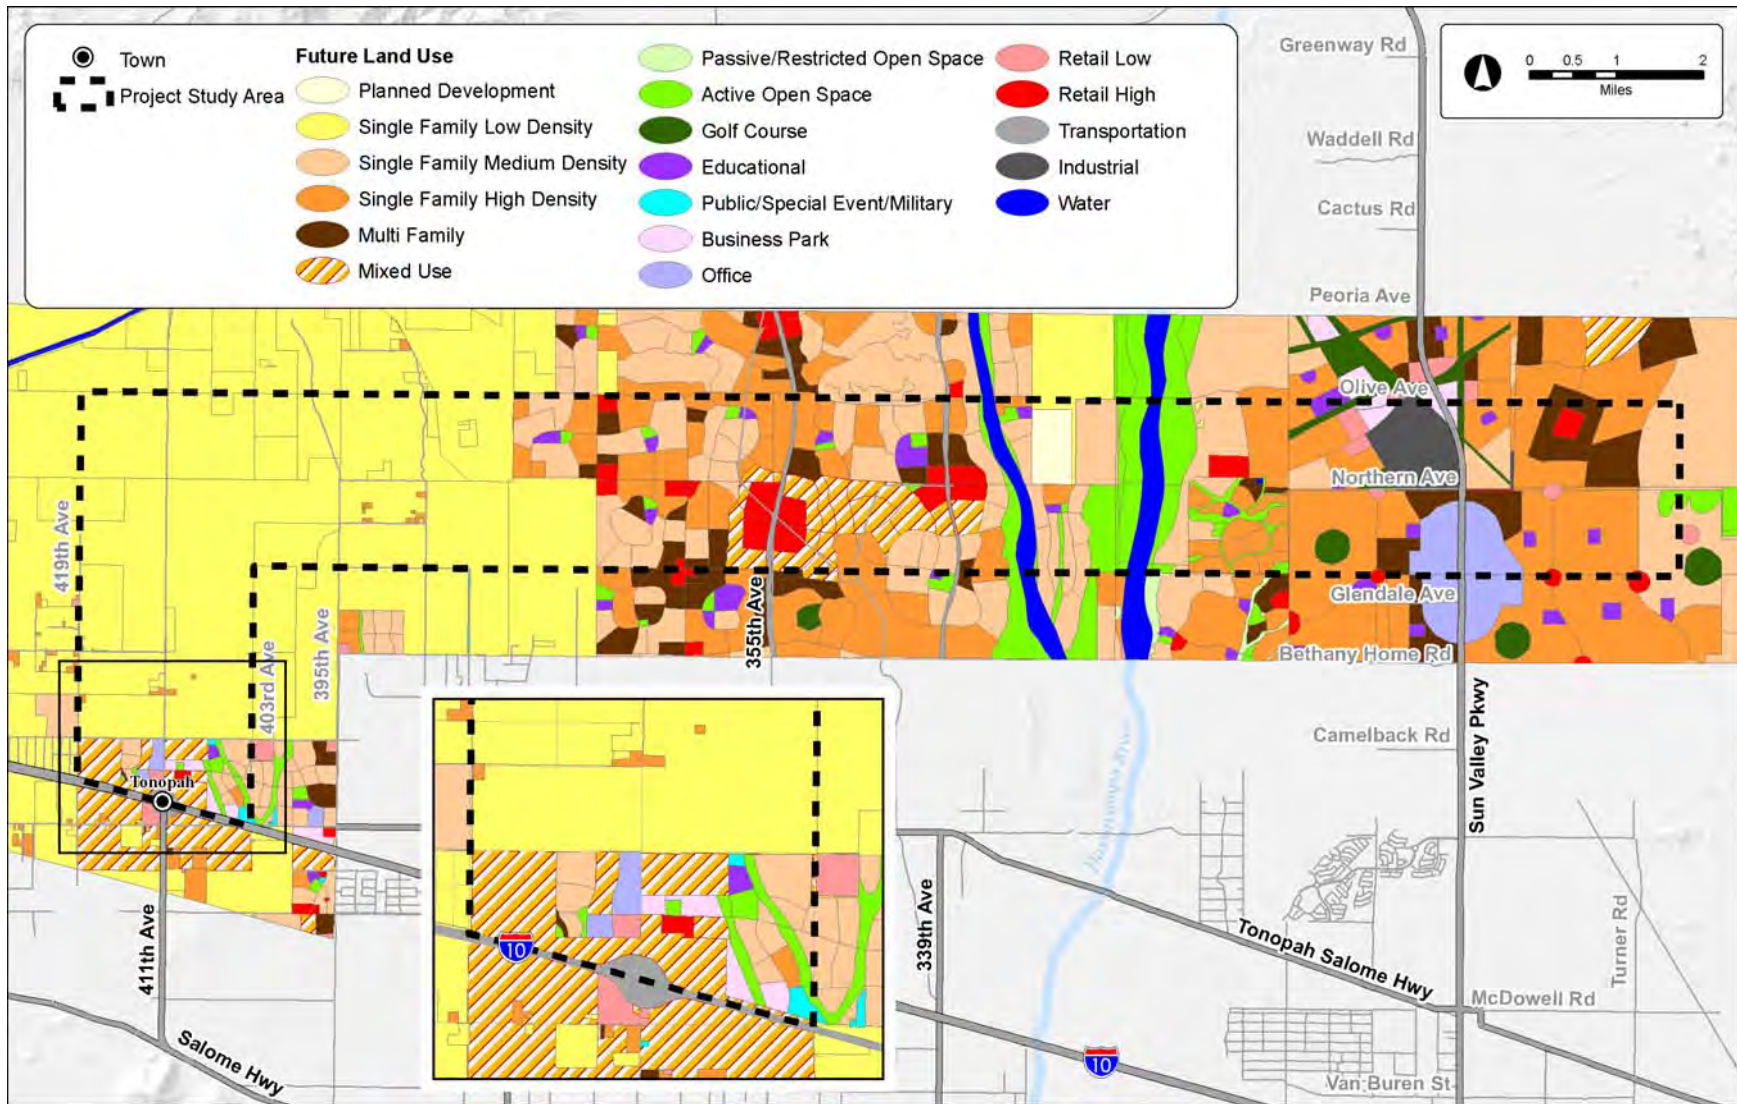 Town
Project Study Area
Future Land Use
Planned Development
Single Family Low Density
Single Family Medium Density
Single Family High Density
Multi Family
Mixed Use
Passive/Restricted Open Space
Active Open Space
Golf Course
Educational
Public/Special Event/Military
Business Park
Office
Retail Low
Retail High
Transportation
Industrial
Water
0 0.5 1 2
Miles
Greenway Rd
Waddell Rd
Cactus Rd
Peoria Ave
Olive Ave
Northern Ave
Glendale Ave
Bethany Home Rd
Camelback Rd
Sun Valley Pkwy
419th Ave
403rd Ave
395th Ave
355th Ave
Tonopah
411th Ave
Salome Hwy
10
339th Ave
Hassayampa River
Tonopah Salome Hwy
Turner Rd
McDowell Rd
10
Van Buren St